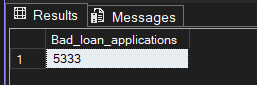 Results Messages
Bad_loan_applications
1 5333